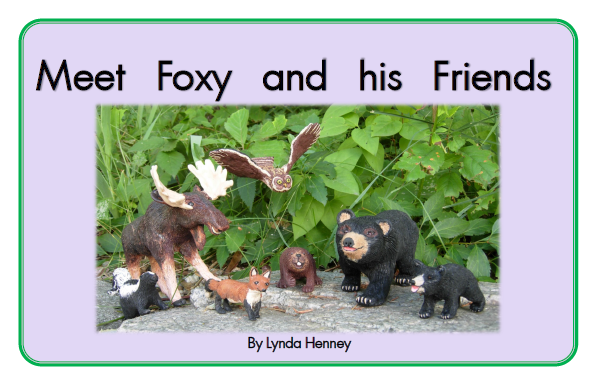 Meet Foxy and his Friends
By Lynda Henney